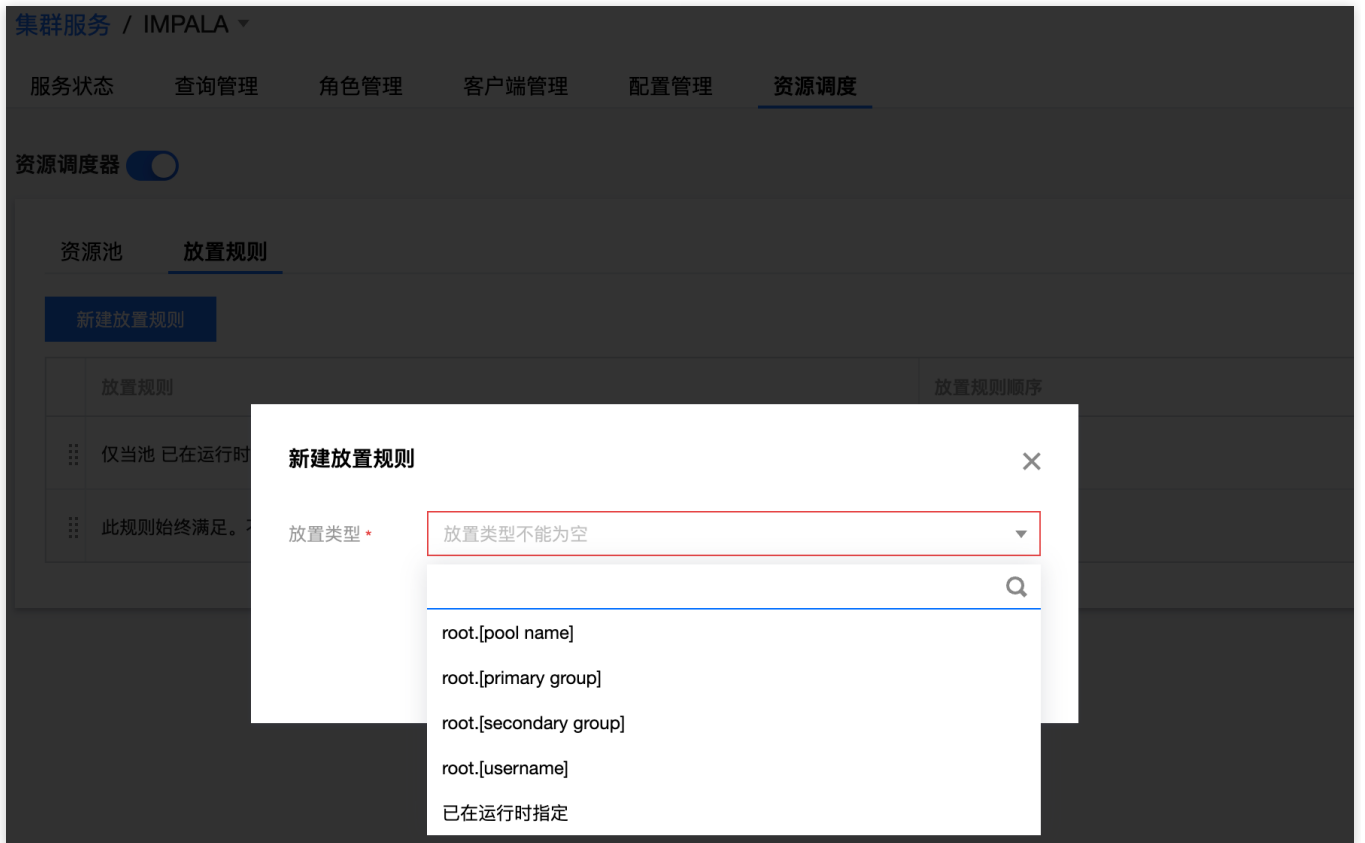 集群服务 / IMPALA
服务状态 查询管理 角色管理 客户端管理 配置管理 资源调度
资源调度器
资源池 放置规则
新建放置规则
放置规则 放置规则顺序
仅当池 已在运行时
此规则始终满足。
新建放置规则
放置类型 * 放置类型不能为空
root.[pool name]
root.[primary group]
root.[secondary group]
root.[username]
已在运行时指定